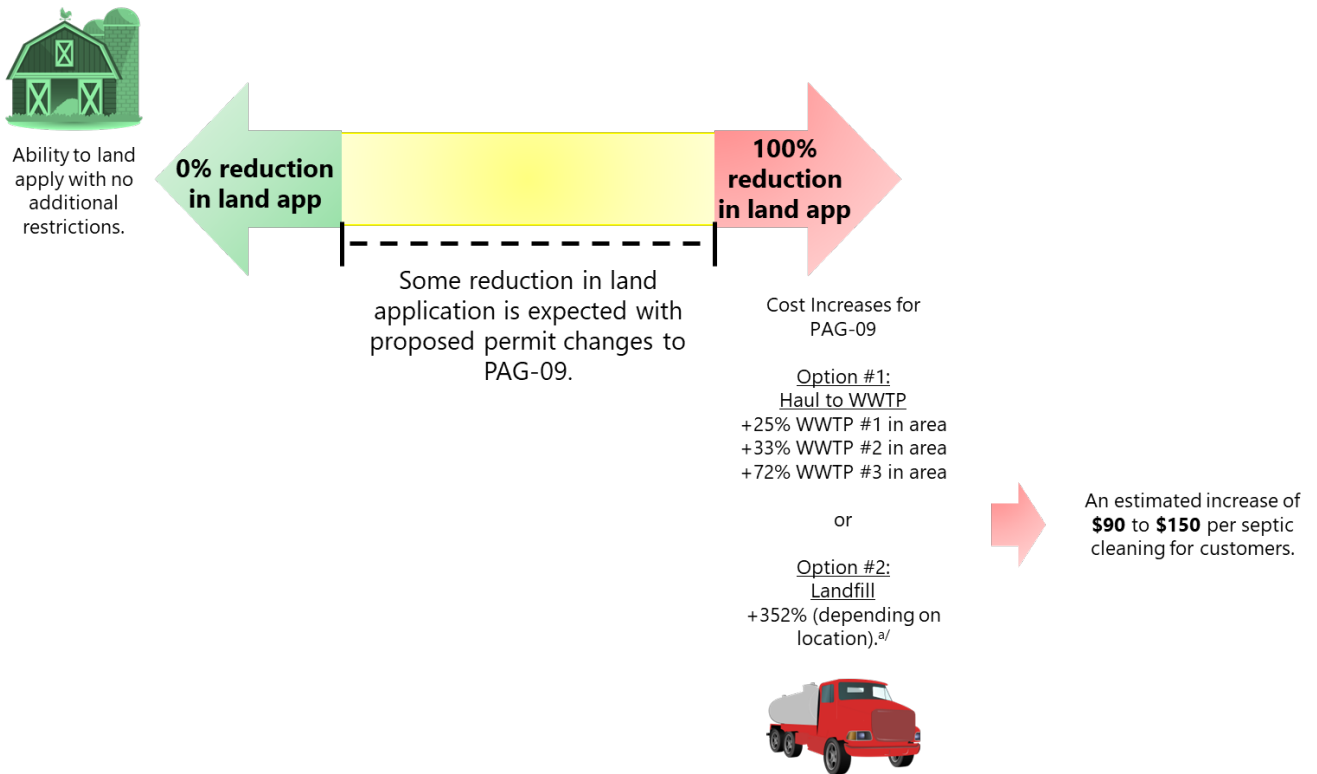 Ability to land
apply with no
additional
restrictions.
0% reduction
in land app
100%
reduction
in land app
Some reduction in land
application is expected with
proposed permit changes to
PAG-09.
Cost Increases for
PAG-09
Option #1:
Haul to WWTP
+25% WWTP #1 in area
+33% WWTP #2 in area
+72% WWTP #3 in area
or
Option #2:
Landfill
+352% (depending on
location).a/
An estimated increase of
$90 to $150 per septic
cleaning for customers.